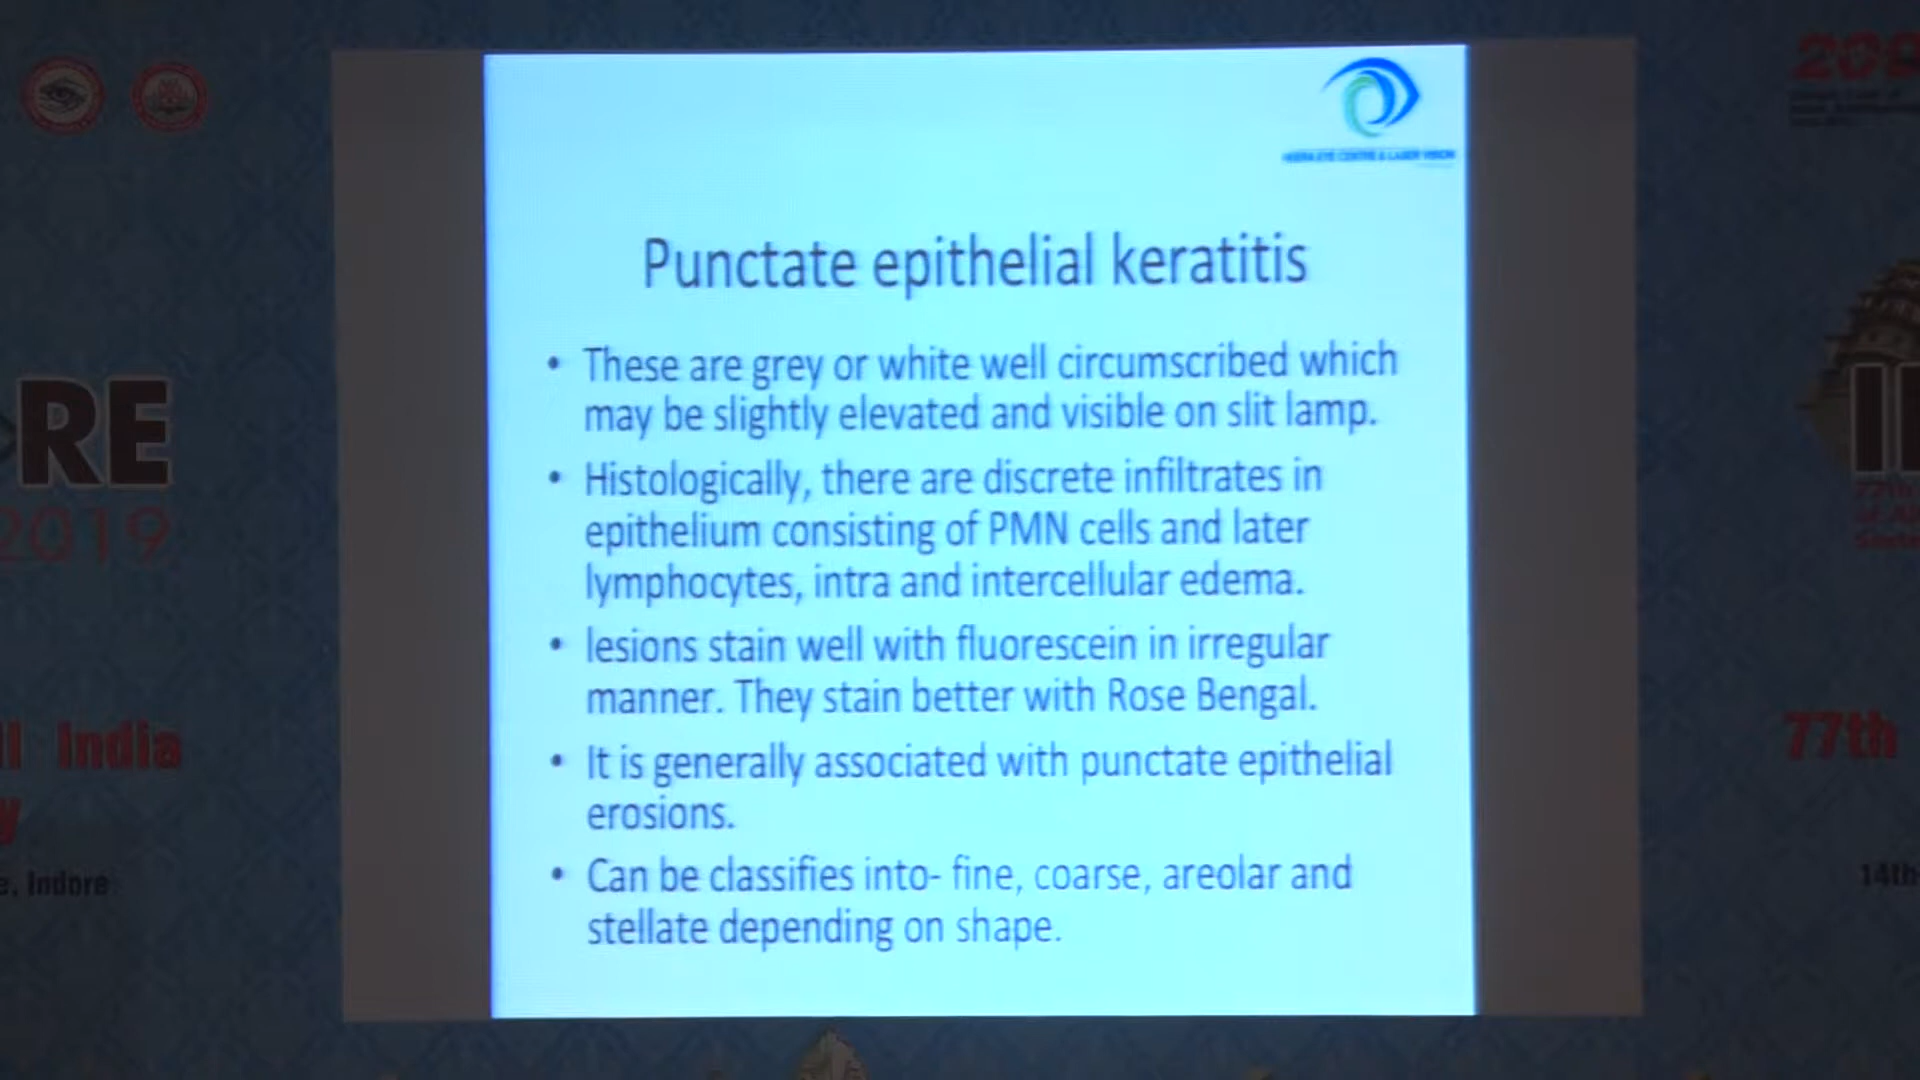 Punctate epithelial keratitis
• These are grey or white well circumscribed which
may be slightly elevated and visible on slit lamp.
• Histologically, there are discrete infiltrates in
epithelium consisting of PMN cells and later
lymphocytes, intra and intercellular edema.
• lesions stain well with fluorescein in irregular
manner. They stain better with Rose Bengal.
• It is generally associated with punctate epithelial
erosions.
• Can be classifies into- fine, coarse, areolar and
stellate depending on shape.
EYE CENTRE & LASER VISION
RE
2019
India
Indore
77th
14th